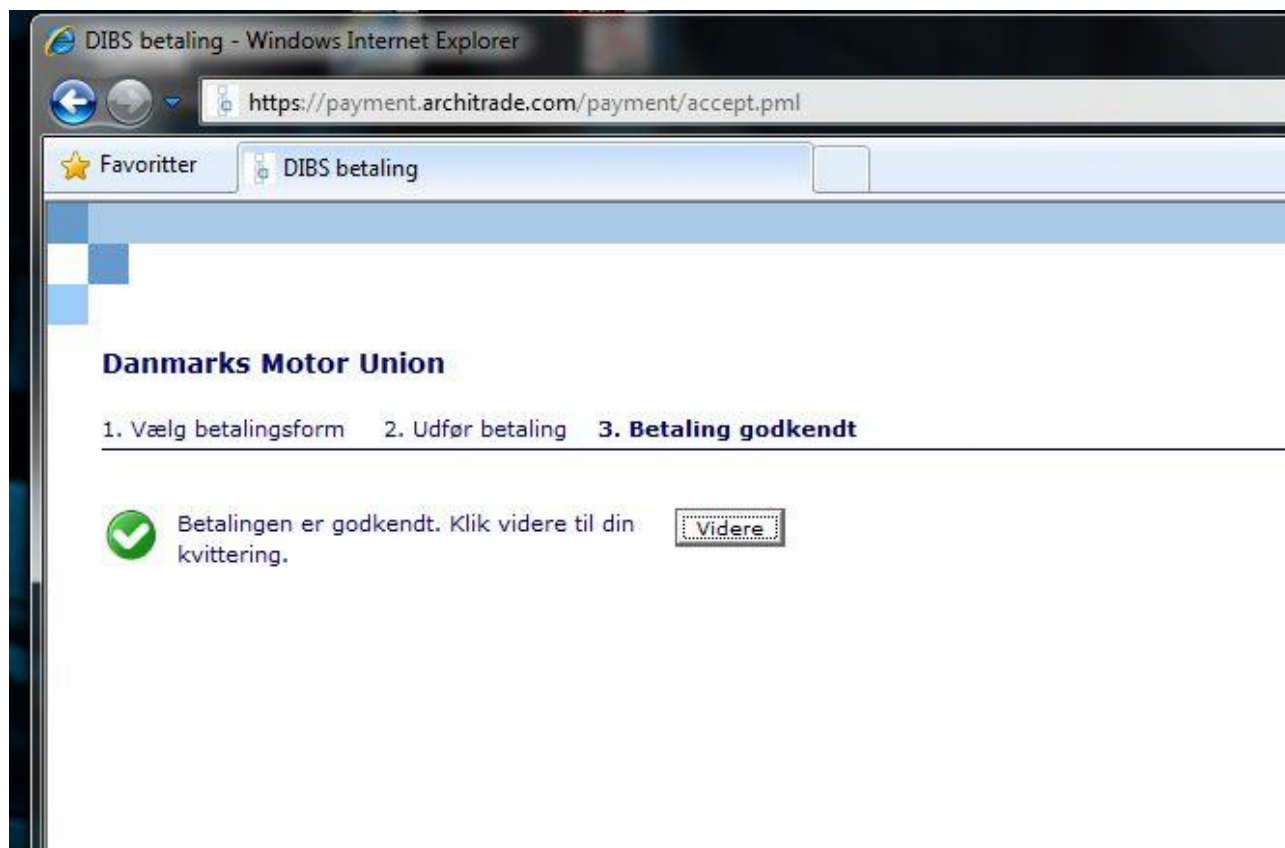 DIBS betaling - Windows Internet Explorer
https://payment.architrade.com/payment/accept.pml
Favoritter
DIBS betaling
Danmarks Motor Union
1. Vælg betalingsform 2. Udfør betaling 3. Betaling godkendt
Betalingen er godkendt. Klik videre til din
kvittering.
Videre